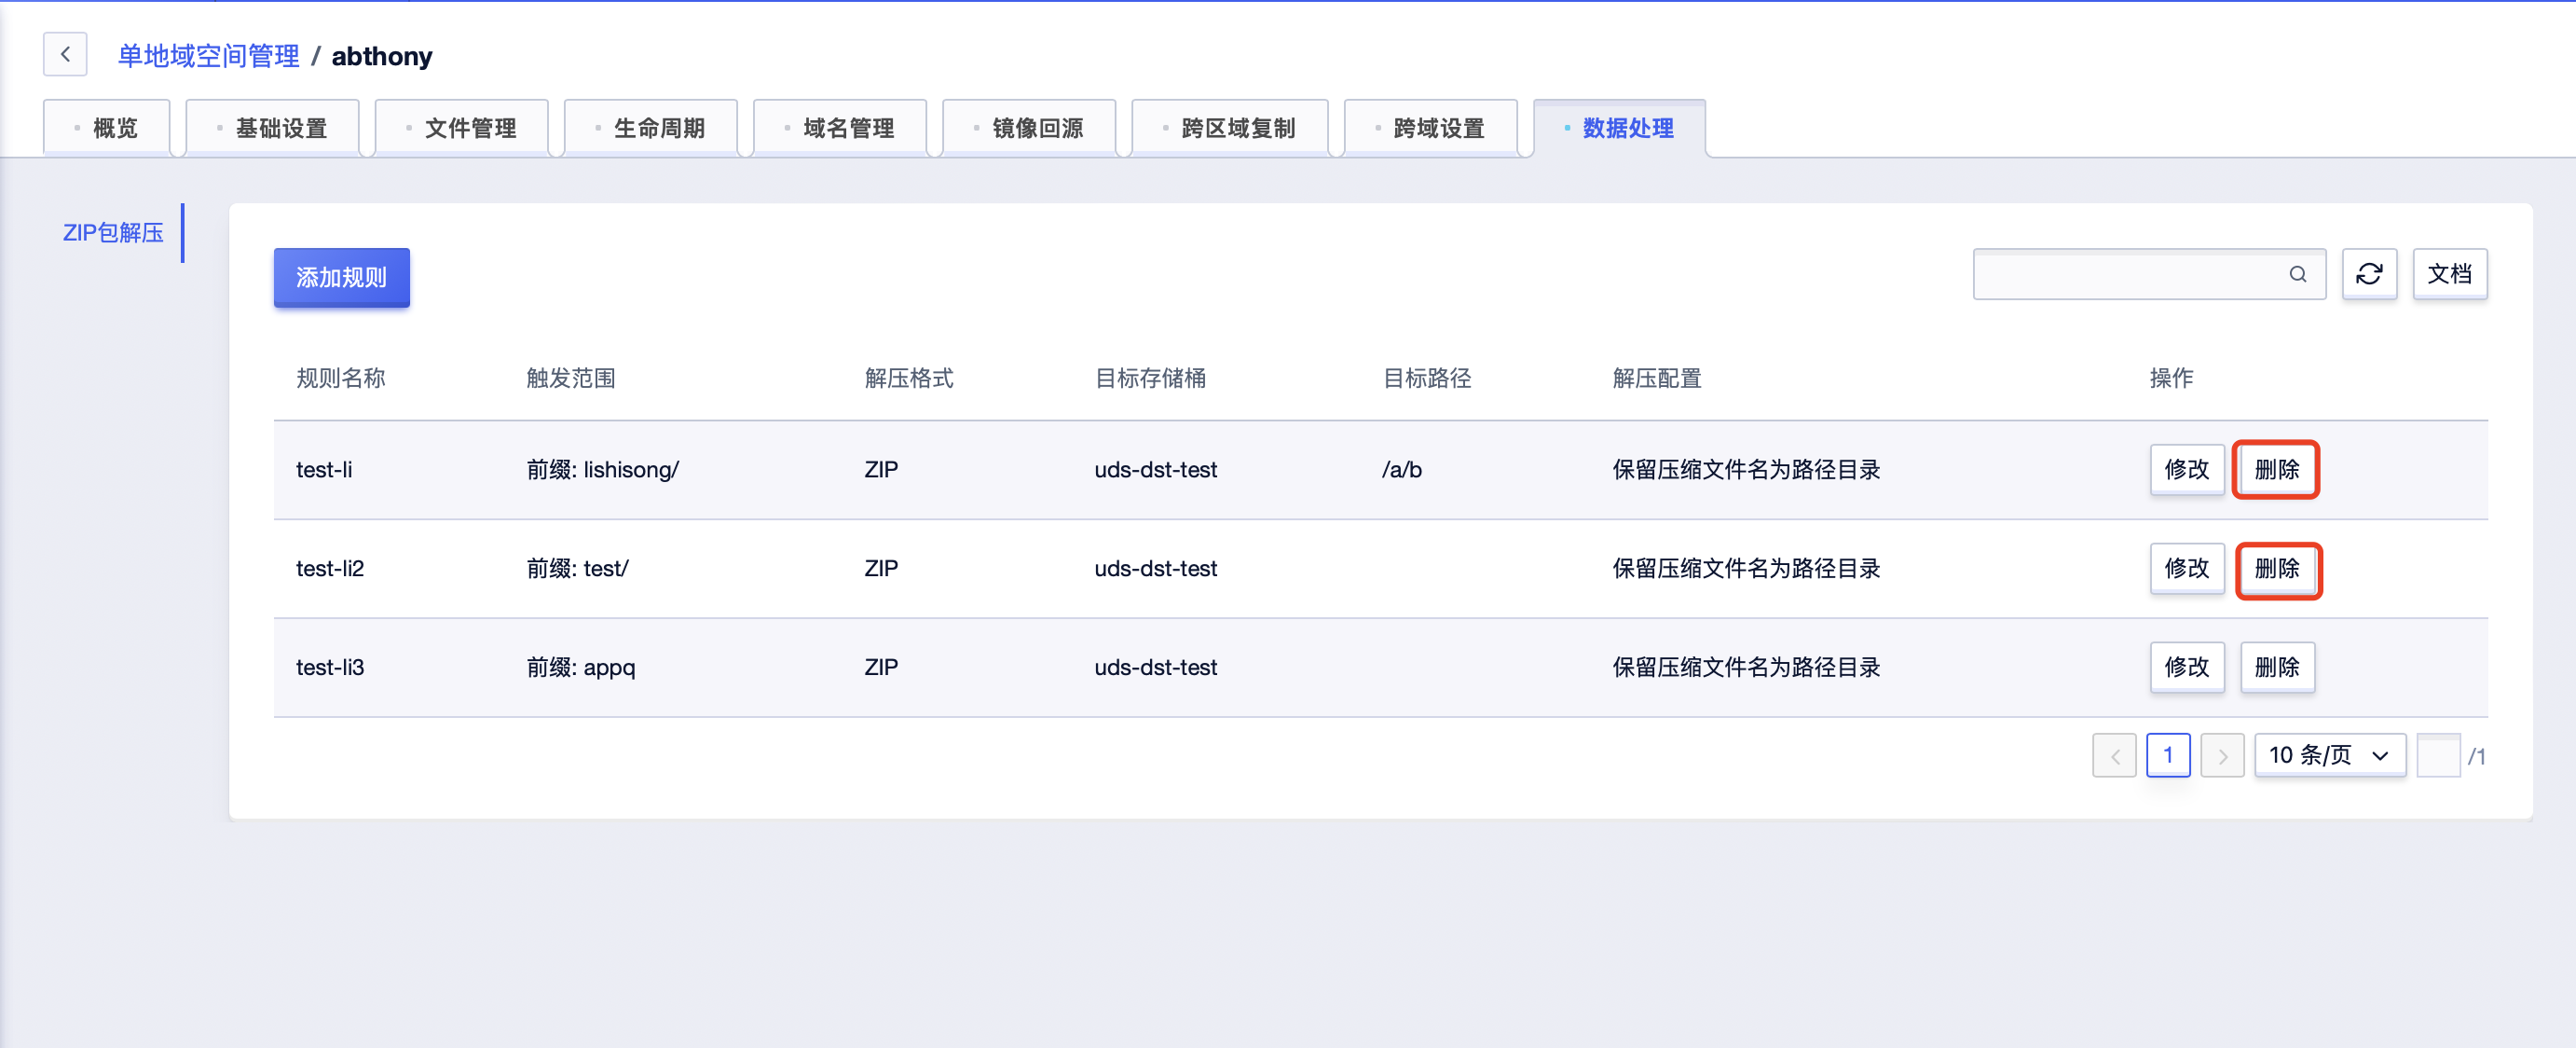 单地域空间管理 / abthony
概览 基础设置 文件管理 生命周期 域名管理 镜像回源 跨区域复制 跨域设置 数据处理
ZIP包解压
添加规则 文档
规则名称 触发范围 解压格式 目标存储桶 目标路径 解压配置 操作
test-li 前缀: lishisong/ ZIP uds-dst-test /a/b 保留压缩文件名为路径目录 修改 删除
test-li2 前缀: test/ ZIP uds-dst-test 保留压缩文件名为路径目录 修改 删除
test-li3 前缀: appq ZIP uds-dst-test 保留压缩文件名为路径目录 修改 删除
1 10 条/页 /1